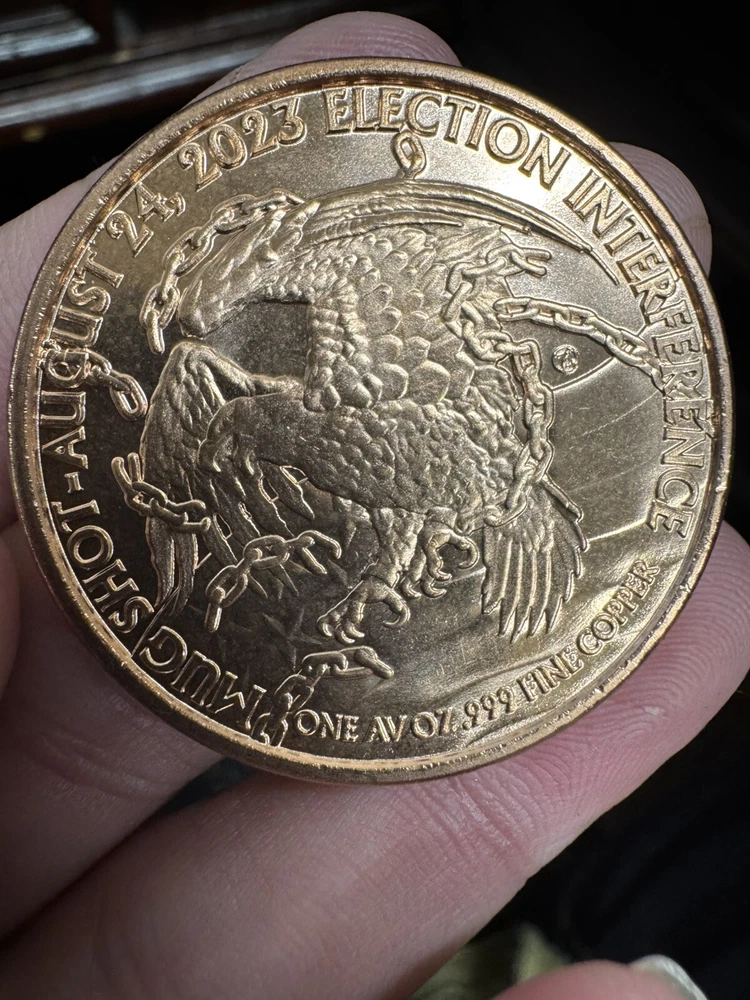 MUG SHOT - AUGUST 24, 2023 ELECTION INTERFERENCE
ONE AV OZ .999 FINE COPPER